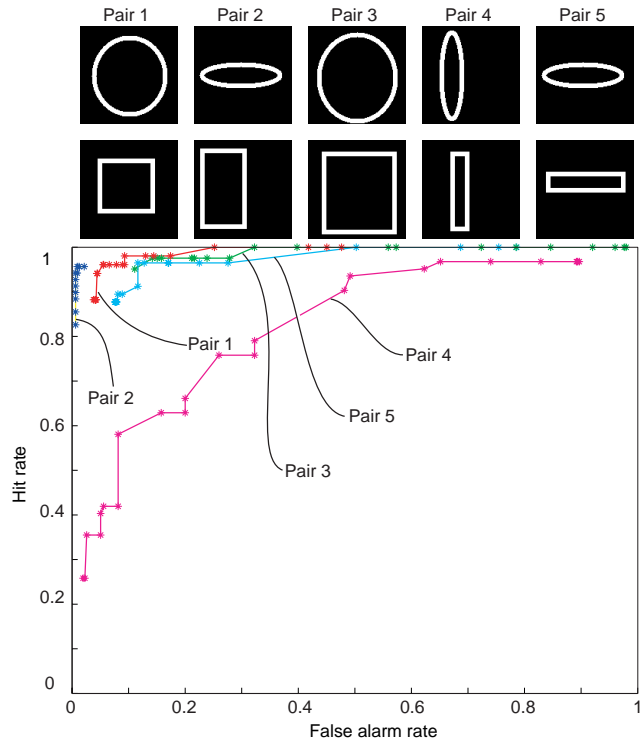 Pair 1 Pair 2 Pair 3 Pair 4 Pair 5
1
0.8
0.6
0.4
0.2
0
Hit rate
Pair 1
Pair 2
Pair 4
Pair 5
Pair 3
0 0.2 0.4 0.6 0.8 1
False alarm rate